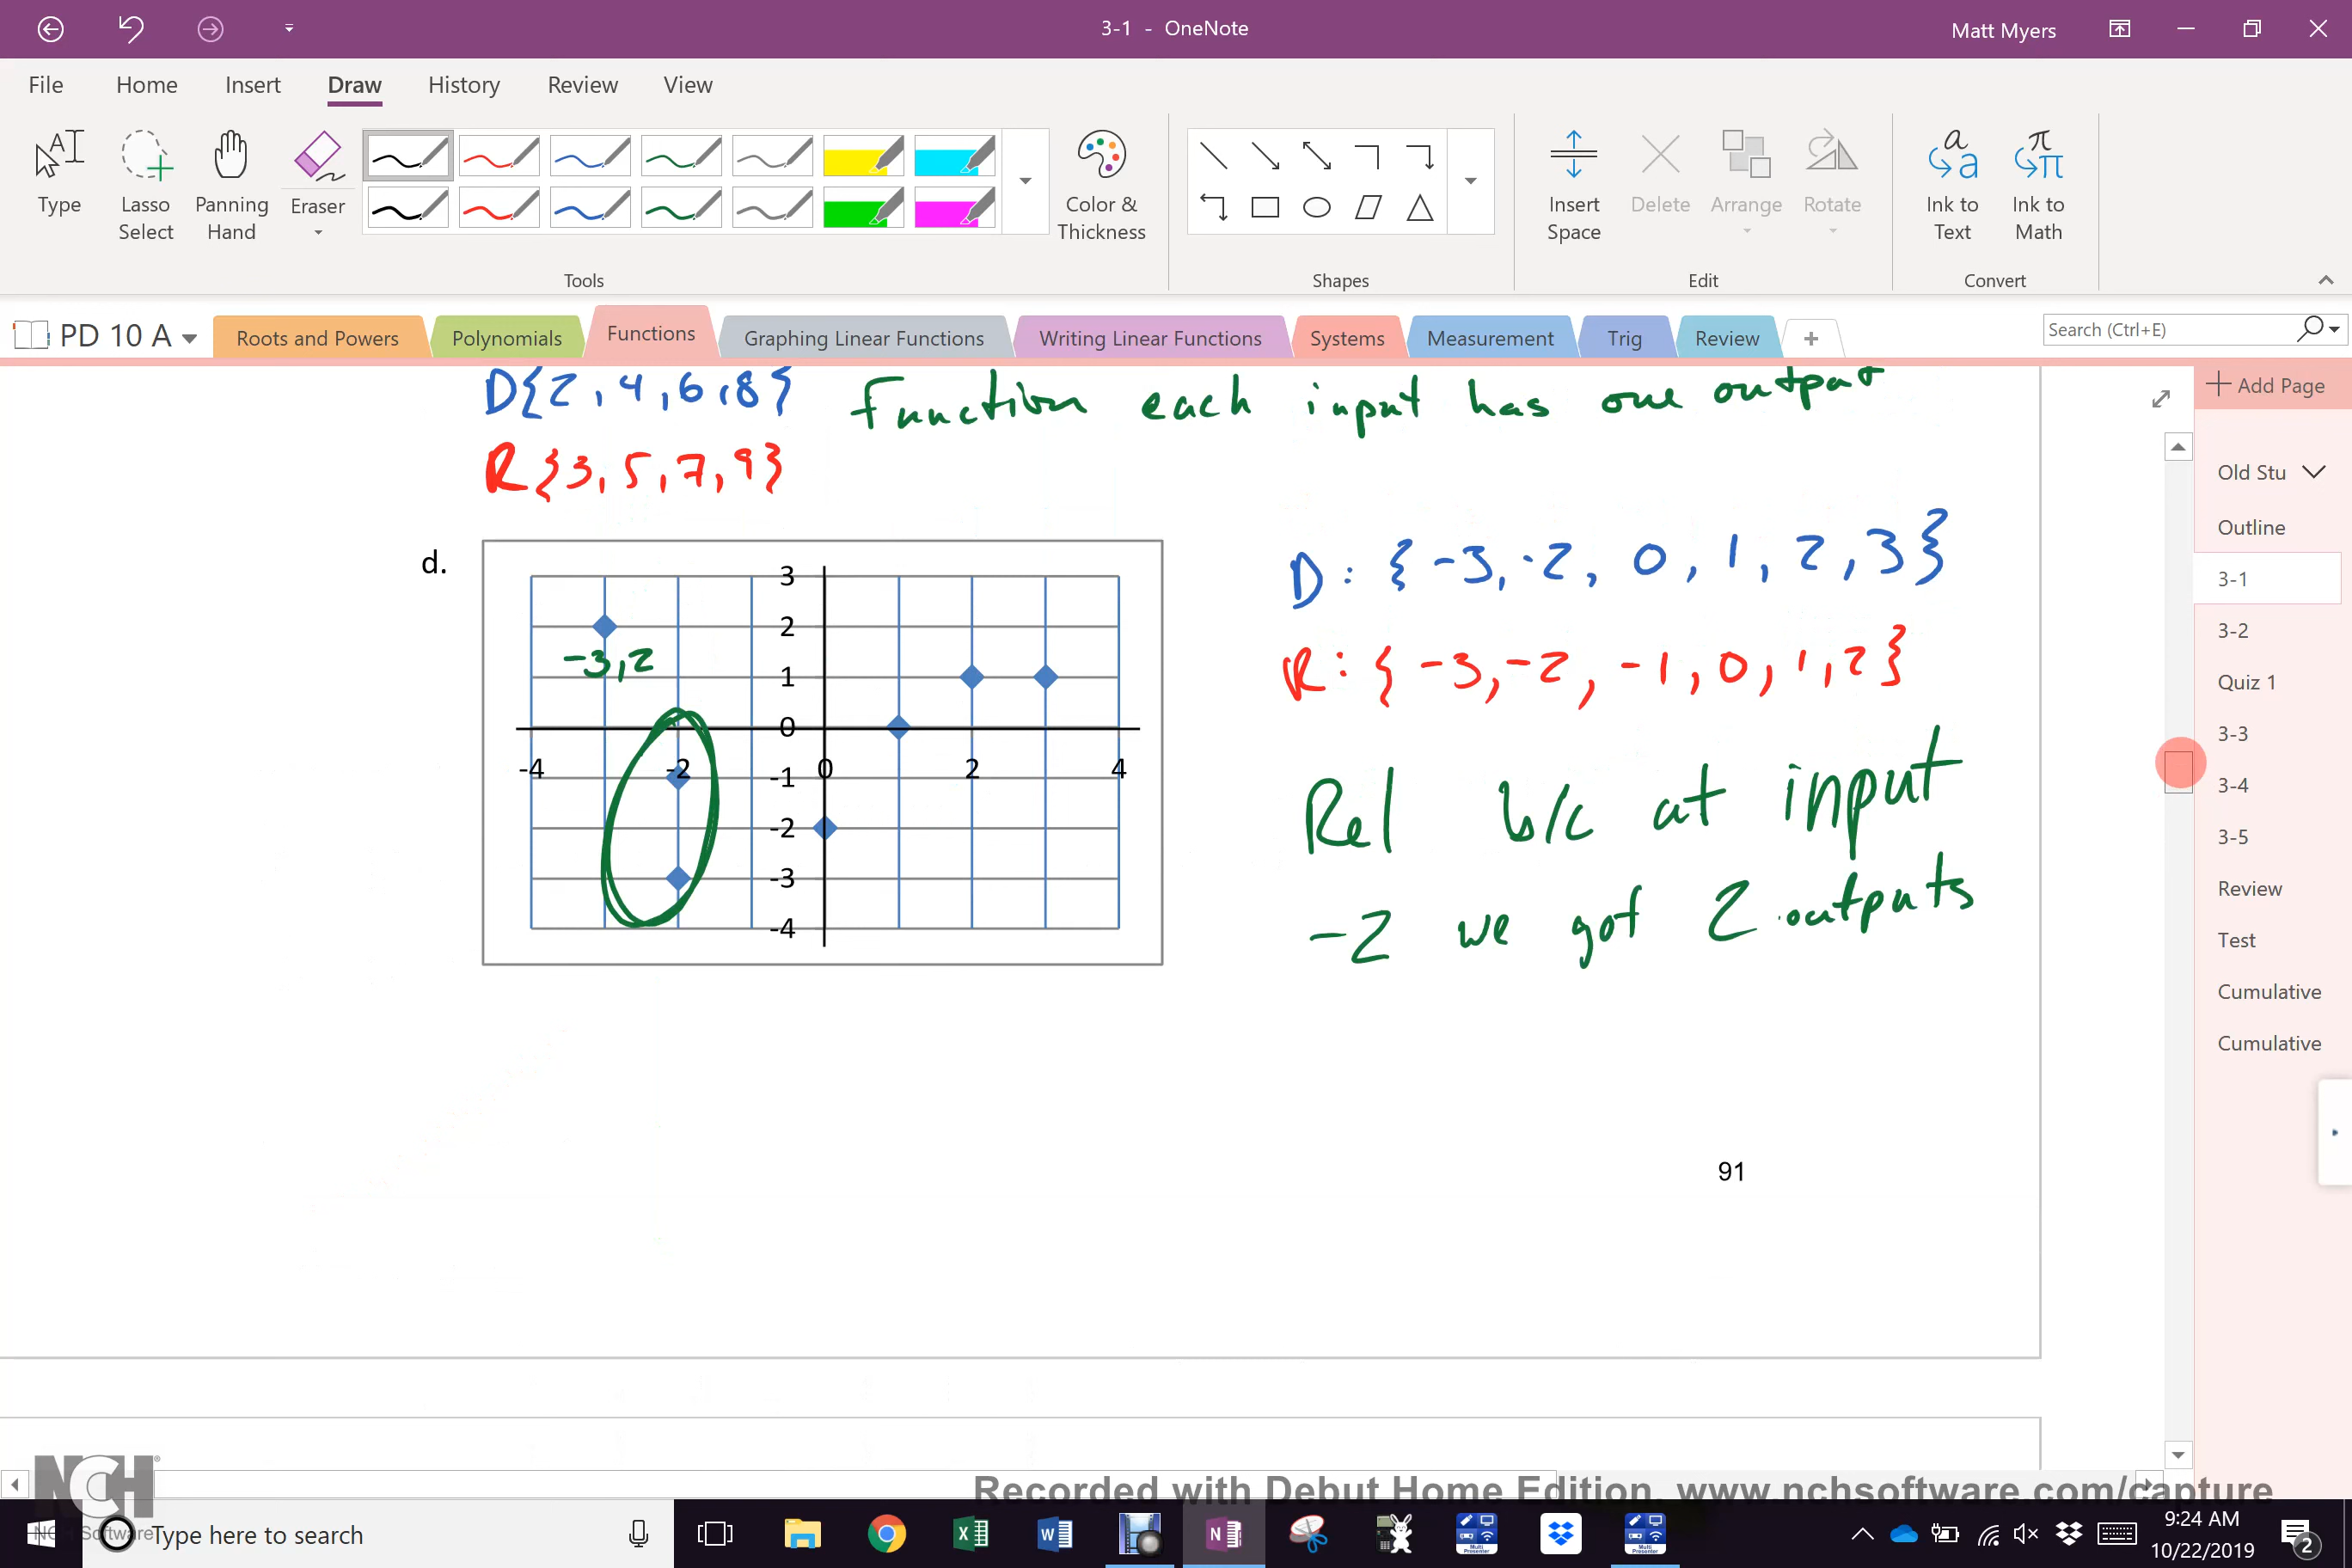 3-1 - OneNote
Matt Myers
File Home Insert Draw History Review View
Type
Lasso Select
Panning Hand
Eraser
Color & Thickness
Insert Space
Delete
Arrange
Rotate
Ink to Text
Ink to Math
Tools
Shapes
Edit
Convert
PD 10 A
Roots and Powers
Polynomials
Functions
Graphing Linear Functions
Writing Linear Functions
Systems
Measurement
Trig
Review
Search (Ctrl+E)
D{2, 4, 6, 8} Function each input has one output
R{3, 5, 7, 9}
d.
3
2
1
0
-1
-2
-3
-4
-4 -2 0 2 4
-3,2
D: {-3, -2, 0, 1, 2, 3}
R: {-3, -2, -1, 0, 1, 2}
Rel b/c at input
-2 we got 2 outputs
91
Add Page
Old Stu
Outline
3-1
3-2
Quiz 1
3-3
3-4
3-5
Review
Test
Cumulative
Cumulative
NCH
NCH Software
Recorded with Debut Home Edition www.nchsoftware.com/capture
Type here to search
9:24 AM
10/22/2019
2